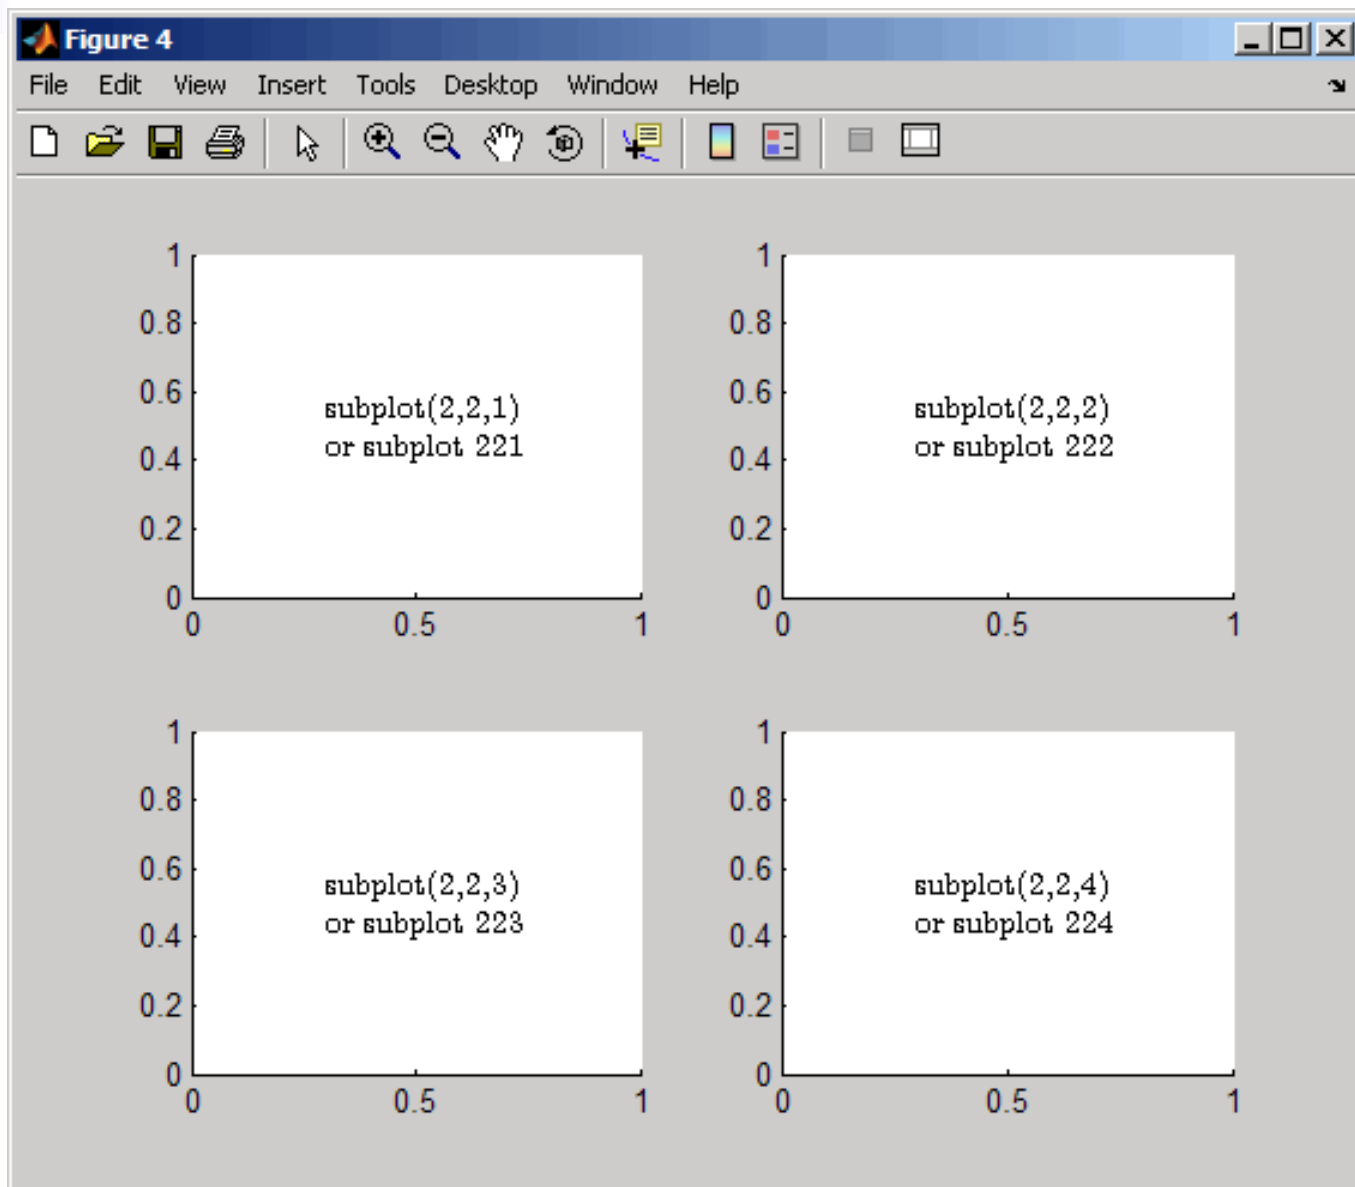 Figure 4
File Edit View Insert Tools Desktop Window Help
1
0.8
0.6
0.4
0.2
0
0 0.5 1
subplot(2,2,1)
or subplot 221
1
0.8
0.6
0.4
0.2
0
0 0.5 1
subplot(2,2,2)
or subplot 222
1
0.8
0.6
0.4
0.2
0
0 0.5 1
subplot(2,2,3)
or subplot 223
1
0.8
0.6
0.4
0.2
0
0 0.5 1
subplot(2,2,4)
or subplot 224